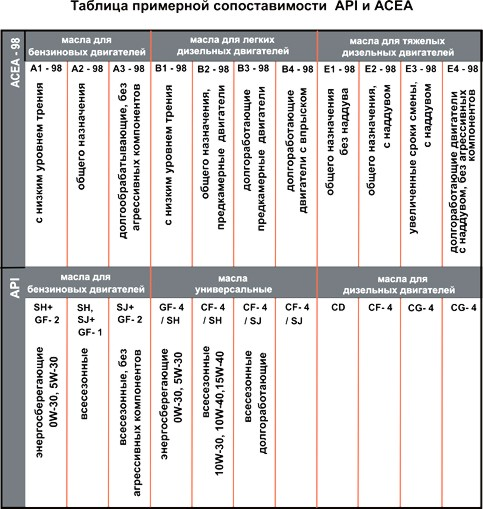 Таблица примерной сопоставимости API и ACEA
ACEA - 98
масла для
бензиновых двигателей
масла для легких
дизельных двигателей
масла для тяжелых
дизельных двигателей
A1 - 98
A2 - 98
A3 - 98
B1 - 98
B2 - 98
B3 - 98
B4 - 98
E1 - 98
E2 - 98
E3 - 98
E4 - 98
с низким уровнем трения
общего назначения
долгообрабатывающие, без
агрессивных компонентов
с низким уровнем трения
общего назначения,
предкамерные двигатели
долгоработающие
предкамерные двигатели
долгоработающие
двигатели с впрыском
общего назначения
без наддува
общего назначения,
с наддувом
увеличенные сроки смены,
с наддувом
долгоработающие двигатели
с наддувом, без агрессивных
компонентов
API
масла для
бензиновых двигателей
масла
универсальные
масла для
дизельных двигателей
SH+
GF- 2
SH,
SJ+
GF- 1
SJ+
GF- 2
GF- 4
/ SH
CF- 4
/ SH
CF- 4
/ SJ
CF- 4
/ SJ
CD
CF- 4
CG- 4
CG- 4
энергосберегающие
0W-30, 5W-30
всесезонные
всесезонные, без
агрессивных компонентов
энергосберегающие
0W-30, 5W-30
всесезонные
10W-30, 10W-40,15W-40
всесезонные
долгоработающие